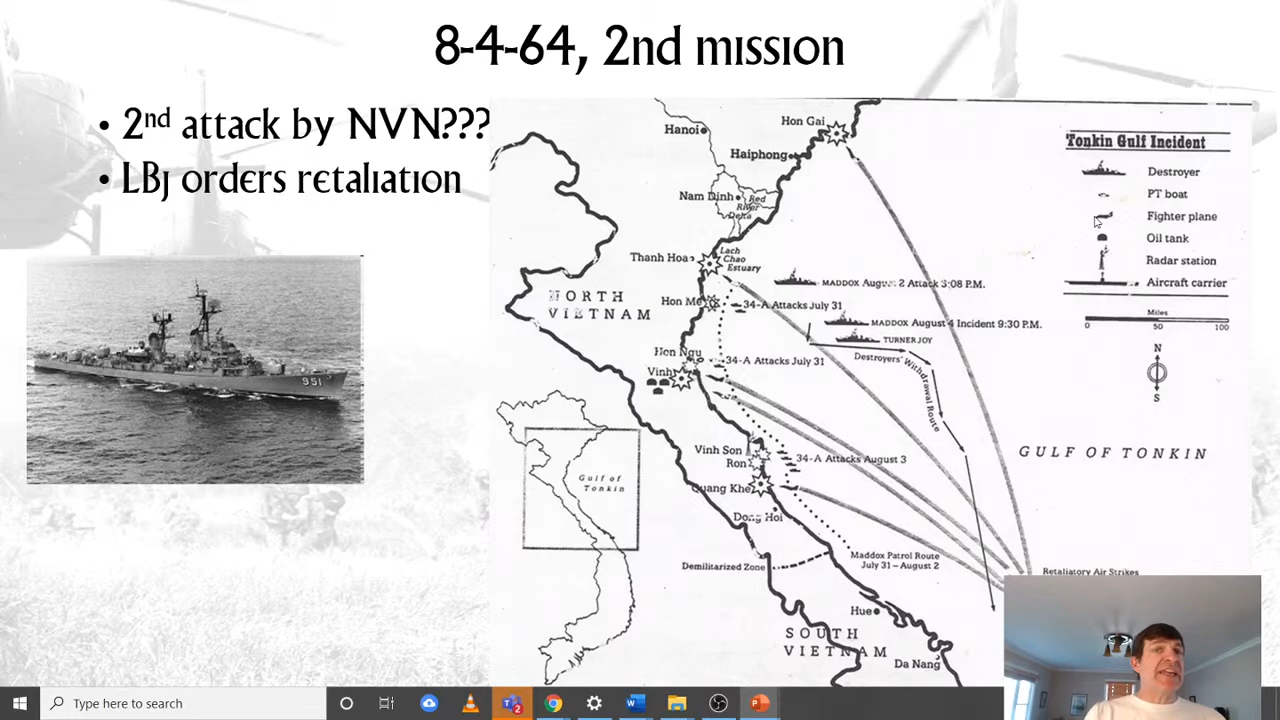 8-4-64, 2nd mission
• 2nd attack by NVN???
• LBJ orders retaliation
951
Hanoi
Hon Gai
Haiphong
Nam Dinh
Red
River
Delta
Thanh Hoa
Lach
Chao
Estuary
NORTH
VIETNAM
Hon Me
34-A Attacks July 31
MADDOX August 2 Attack 3:08 P.M.
MADDOX August 4 Incident 9:30 P.M.
TURNER JOY
Destroyers' Withdrawal Route
Hon Ngu
34-A Attacks July 31
Vinh
Vinh Son
Ron
34-A Attacks August 3
Quang Khe
Dong Hoi
Demilitarized Zone
Maddox Patrol Route
July 31 – August 2
Retaliatory Air Strikes
Hue
SOUTH
VIETNAM
Da Nang
GULF OF TONKIN
Gulf of
Tonkin
Tonkin Gulf Incident
Destroyer
PT boat
Fighter plane
Oil tank
Radar station
Aircraft carrier
Miles
0 50 100
N
S
Type here to search
2